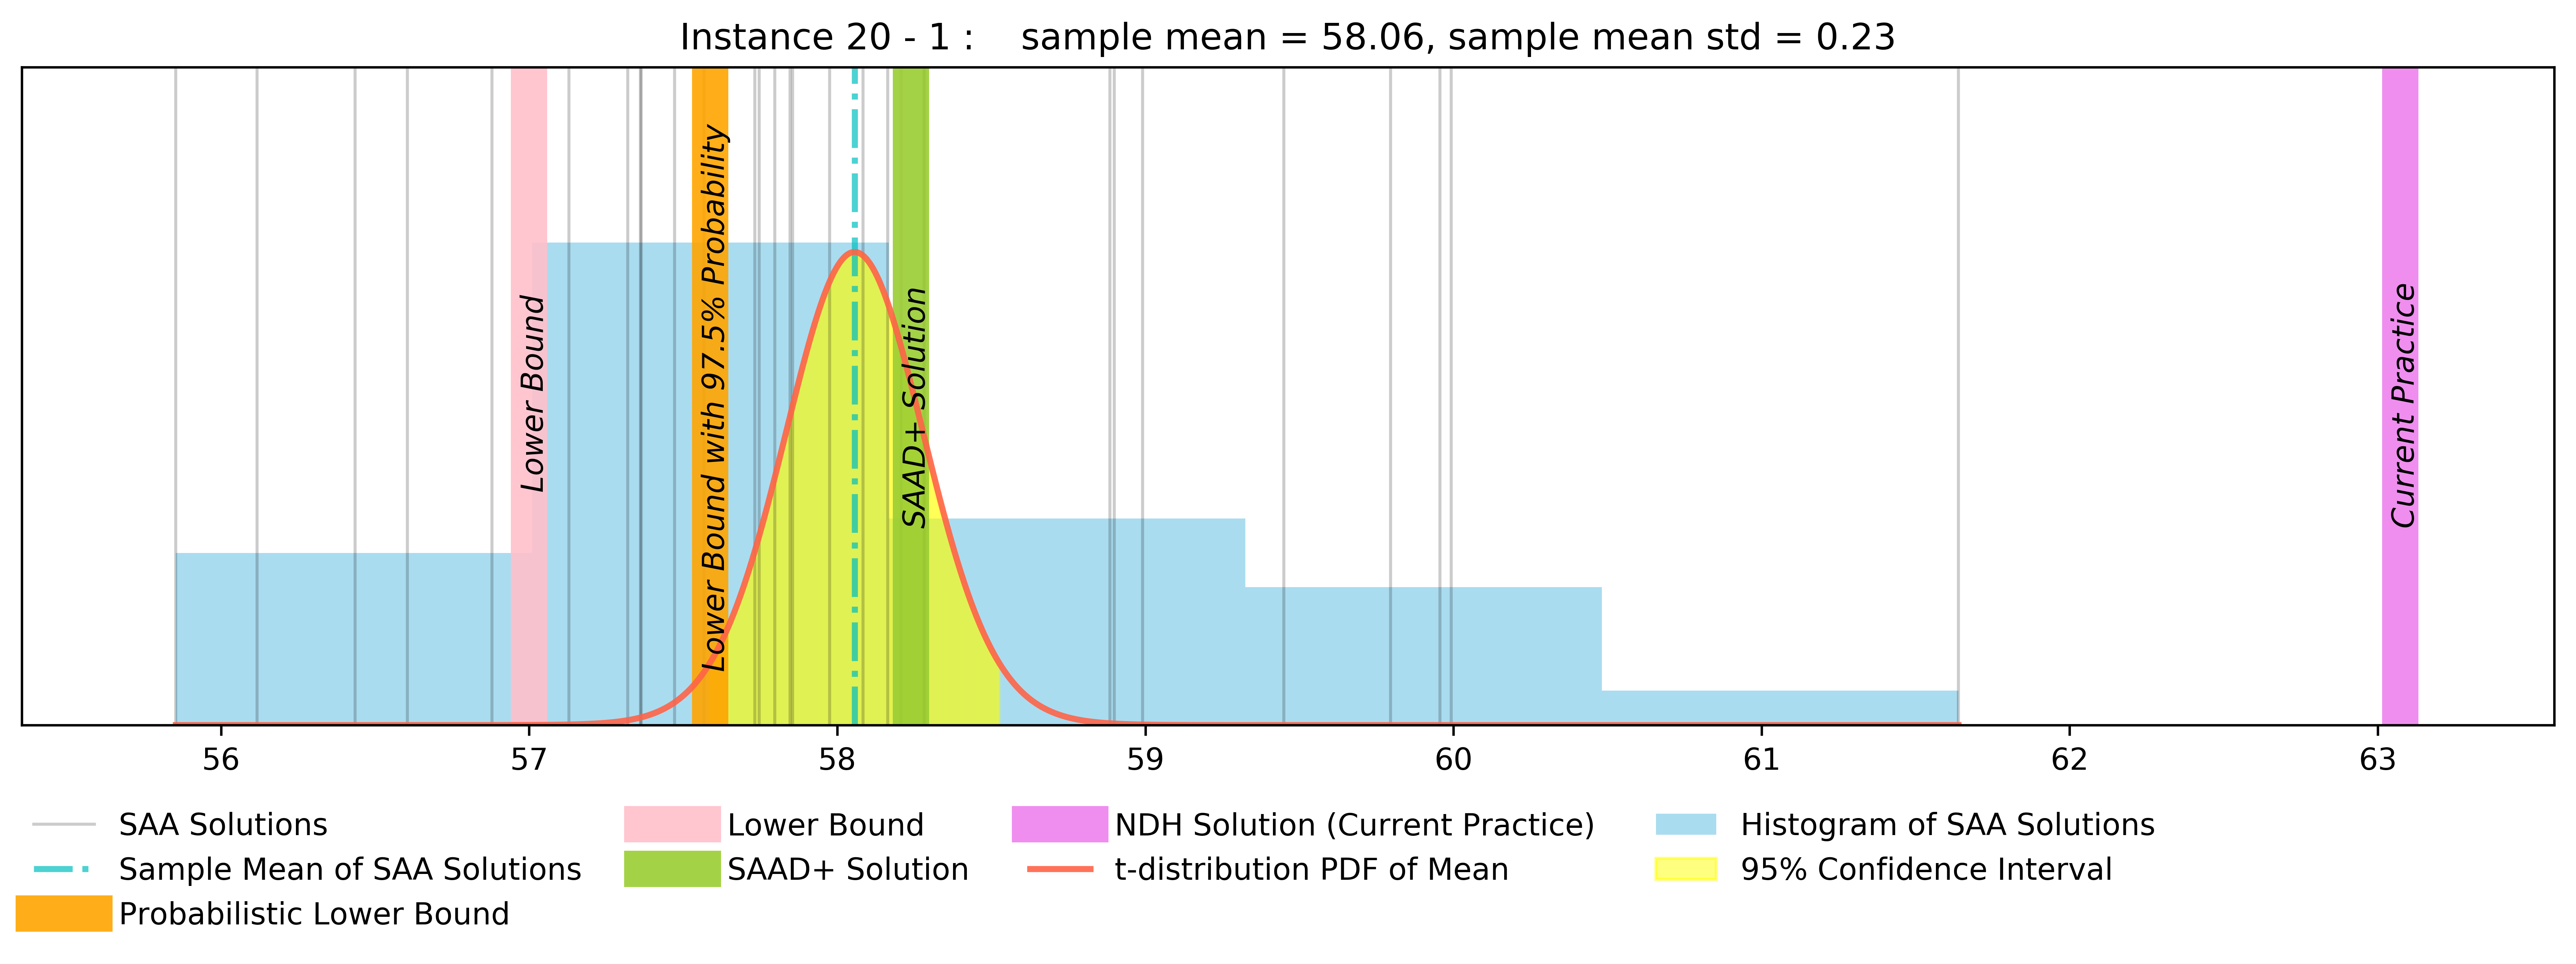 Instance 20 - 1 :    sample mean = 58.06, sample mean std = 0.23
Lower Bound
Lower Bound with 97.5% Probability
SAAD+ Solution
Current Practice
56 57 58 59 60 61 62 63
SAA Solutions
Lower Bound
NDH Solution (Current Practice)
Histogram of SAA Solutions
Sample Mean of SAA Solutions
SAAD+ Solution
t-distribution PDF of Mean
95% Confidence Interval
Probabilistic Lower Bound